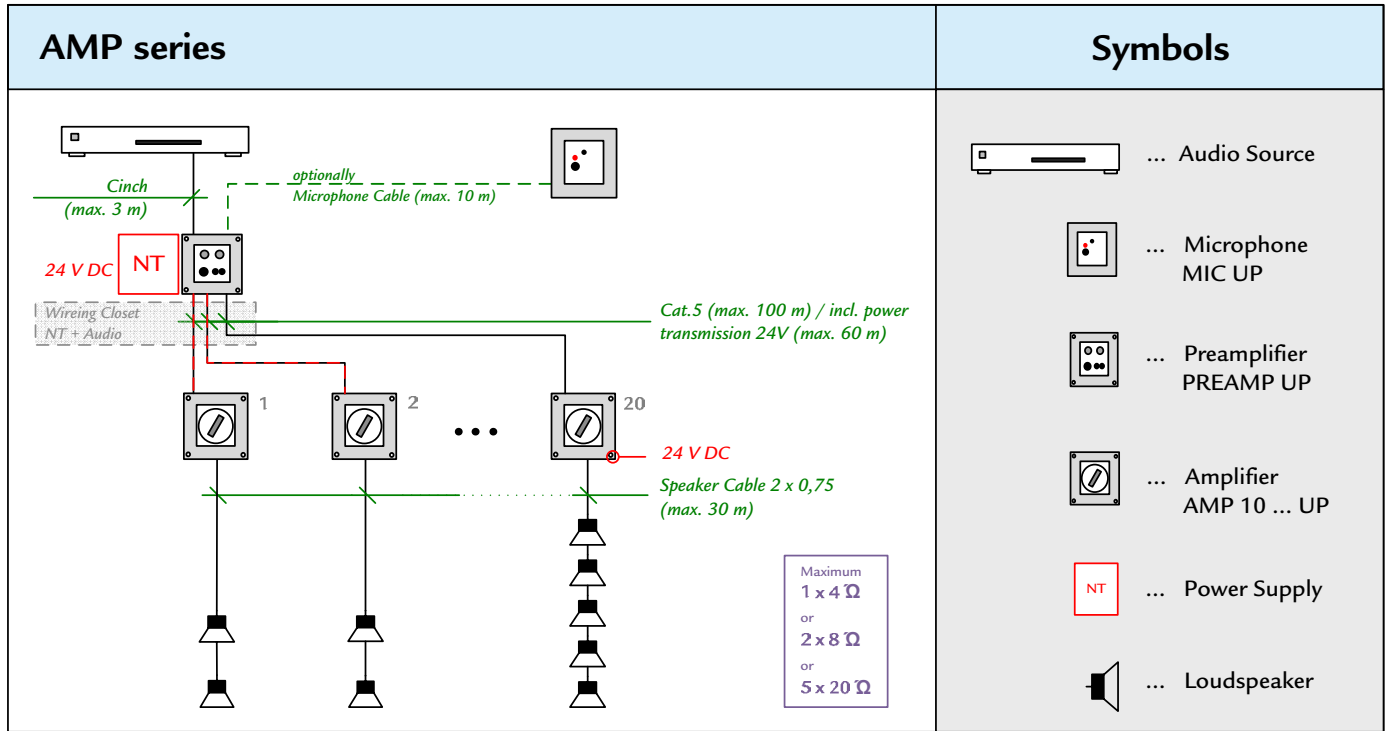 AMP series
Symbols
Cinch
(max. 3 m)
optionally
Microphone Cable (max. 10 m)
24 V DC
NT
Wireing Closet
NT + Audio
Cat.5 (max. 100 m) / incl. power
transmission 24V (max. 60 m)
1
2
20
24 V DC
Speaker Cable 2 x 0,75
(max. 30 m)
Maximum
1 x 4 Ω
or
2 x 8 Ω
or
5 x 20 Ω
... Audio Source
... Microphone
MIC UP
... Preamplifier
PREAMP UP
... Amplifier
AMP 10 ... UP
NT ... Power Supply
... Loudspeaker